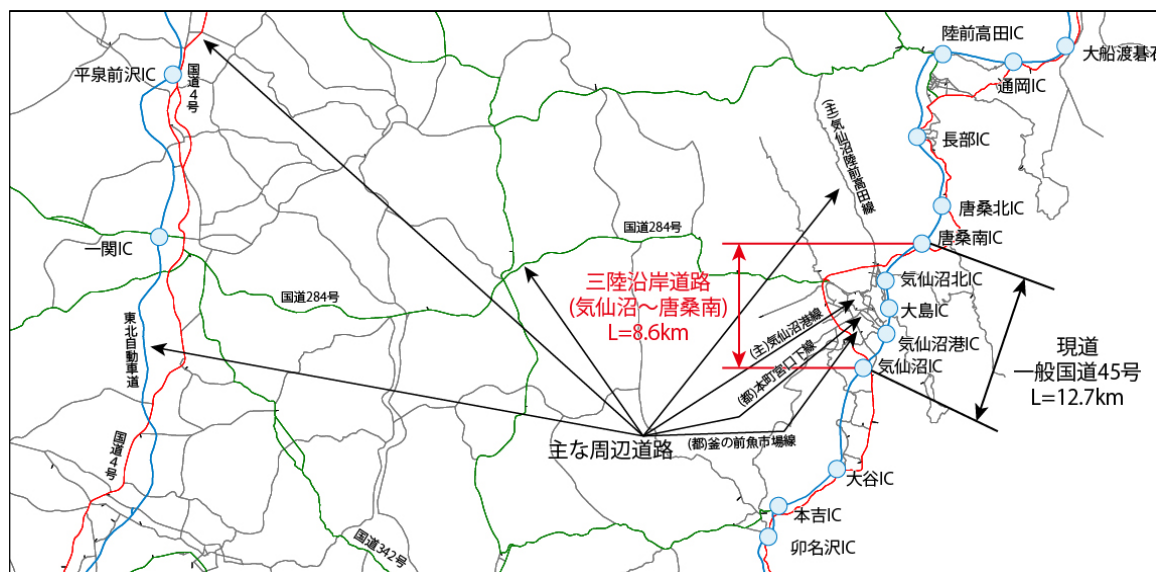 陸前高田IC
大船渡碁石
通岡IC
平泉前沢IC
国道4号
(主)気仙沼陸前高田線
長部IC
唐桑北IC
国道284号
唐桑南IC
一関IC
三陸沿岸道路
(気仙沼～唐桑南)
L=8.6km
気仙沼北IC
国道284号
大島IC
東北自動車道
(主)気仙沼港線
気仙沼港IC
現道
一般国道45号
L=12.7km
(都)本町宮口下線
気仙沼IC
国道4号
主な周辺道路
(都)釜の前魚市場線
大谷IC
本吉IC
国道342号
卯名沢IC